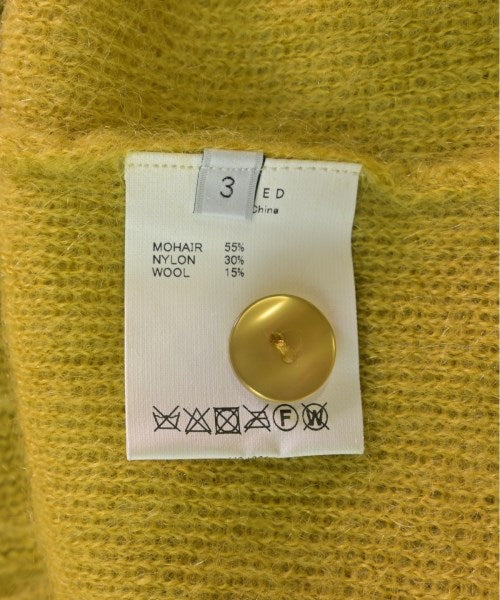 3
ED
China
MOHAIR 55%
NYLON 30%
WOOL 15%
F W